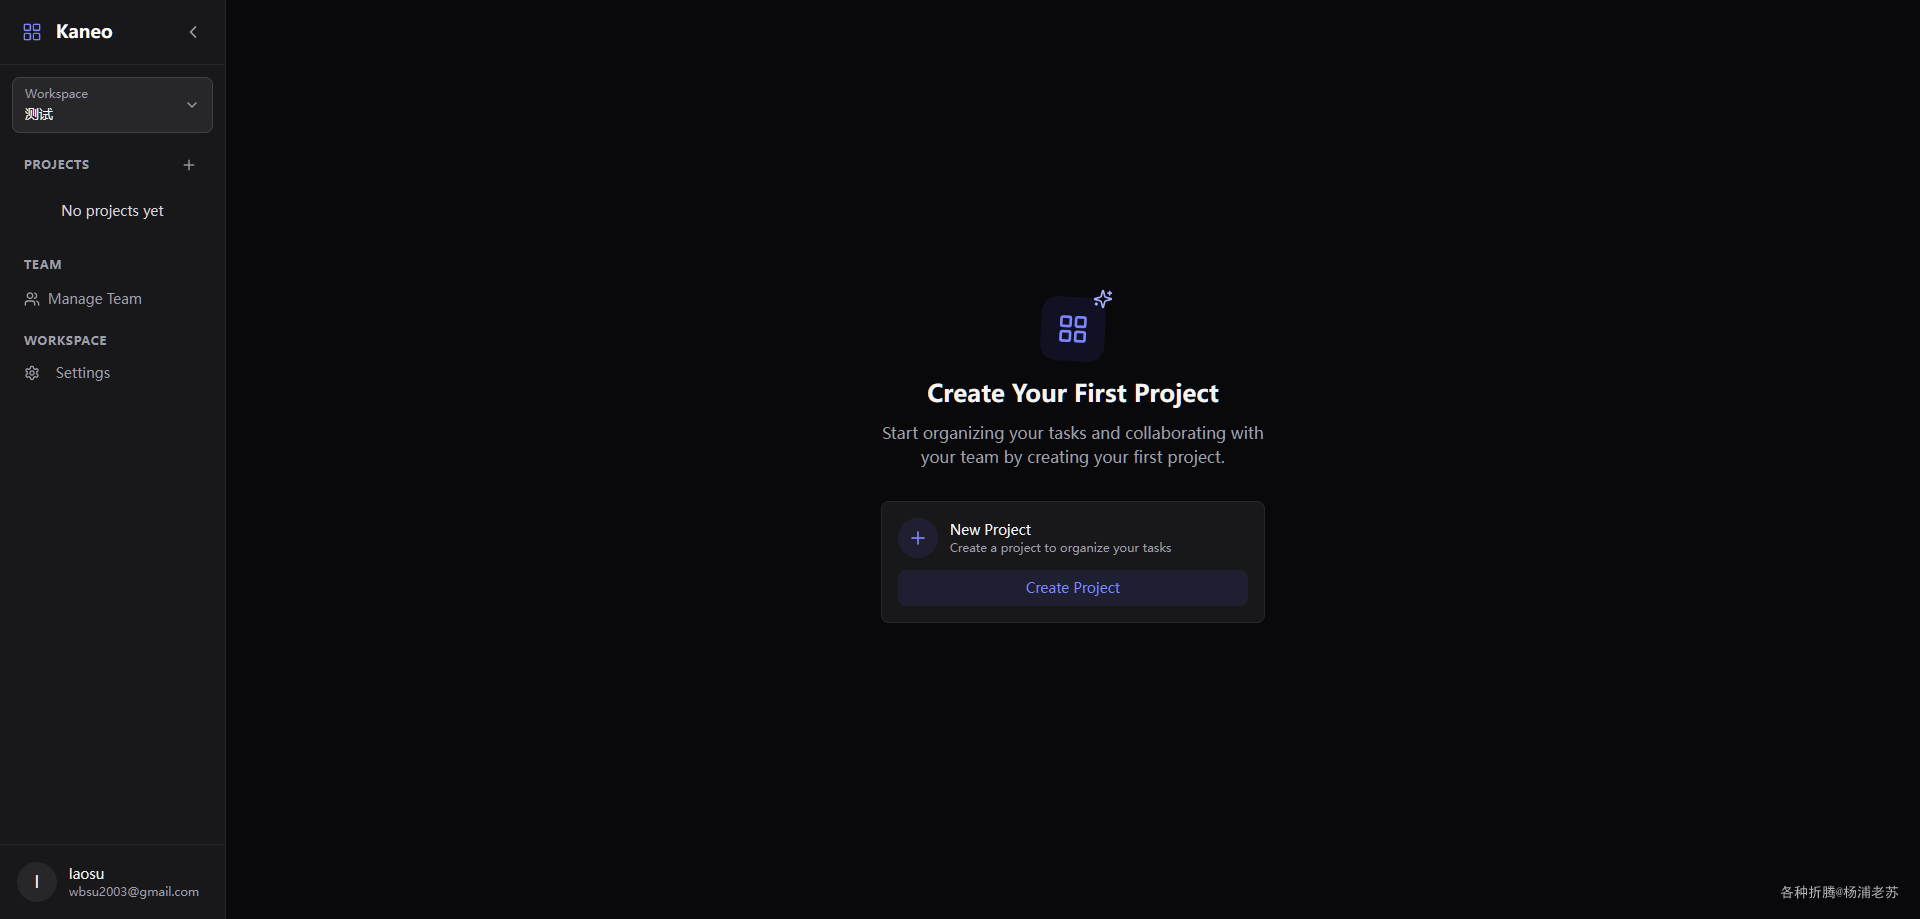 Kaneo
Workspace
测试
PROJECTS
No projects yet
TEAM
Manage Team
WORKSPACE
Settings
Create Your First Project
Start organizing your tasks and collaborating with
your team by creating your first project.
New Project
Create a project to organize your tasks
Create Project
l
laosu
wbsu2003@gmail.com
各种折腾@杨浦老苏